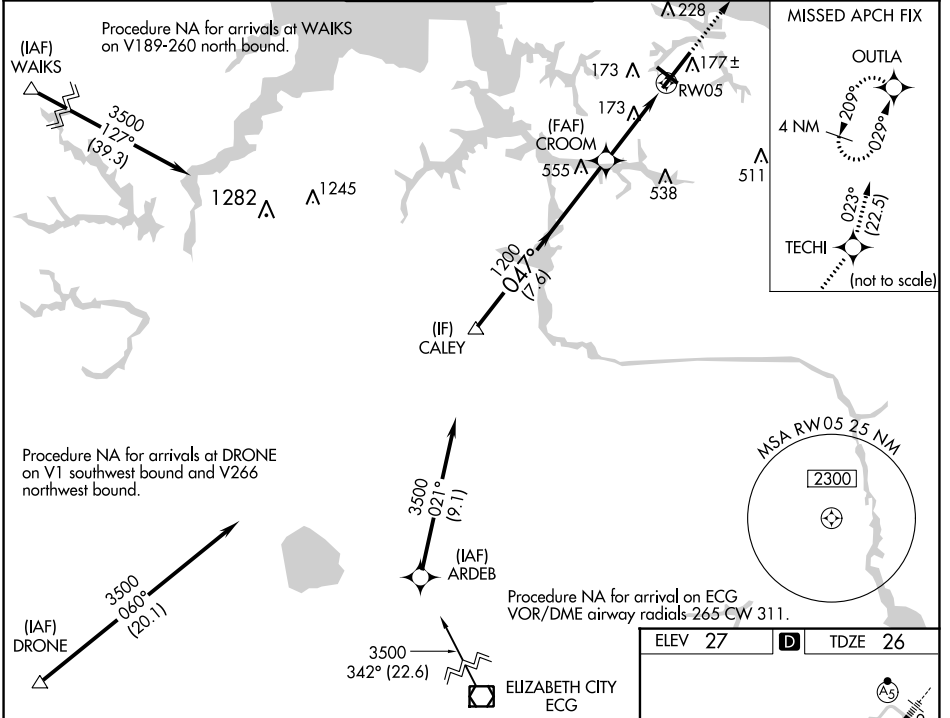 Procedure NA for arrivals at WAIKS
on V189-260 north bound.
(IAF)
WAIKS
3500
127°
(39.3)
1282
1245
228
173
177±
RW05
173
(FAF)
CROOM
555
538
511
1200
047°
(7.6)
(IF)
CALEY
MISSED APCH FIX
OUTLA
209°
029°
4 NM
023°
(22.5)
TECHI
(not to scale)
Procedure NA for arrivals at DRONE
on V1 southwest bound and V266
northwest bound.
3500
060°
(20.1)
(IAF)
DRONE
3500
021°
(9.1)
(IAF)
ARDEB
MSA RW05 25 NM
2300
Procedure NA for arrival on ECG
VOR/DME airway radials 265 CW 311.
3500
342° (22.6)
ELIZABETH CITY
ECG
ELEV 27 D TDZE 26
A5